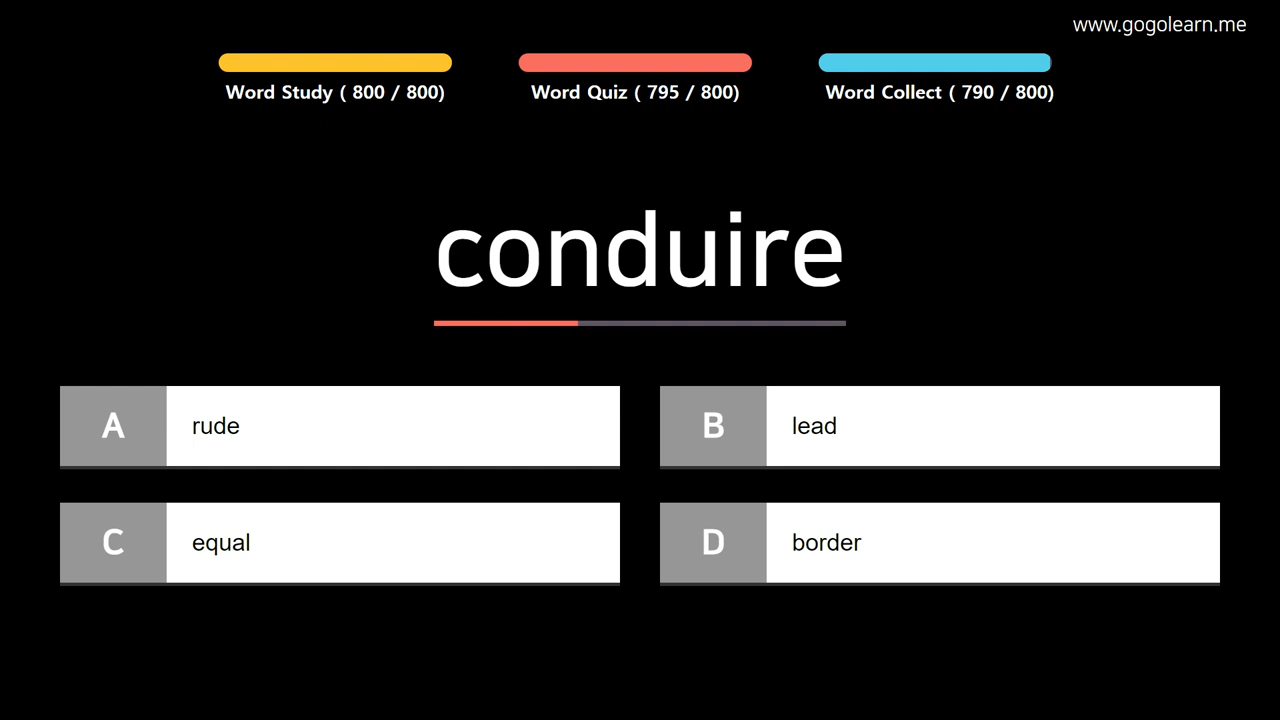 www.gogolearn.me
Word Study ( 800 / 800)
Word Quiz ( 795 / 800)
Word Collect ( 790 / 800)
conduire
A rude
B lead
C equal
D border